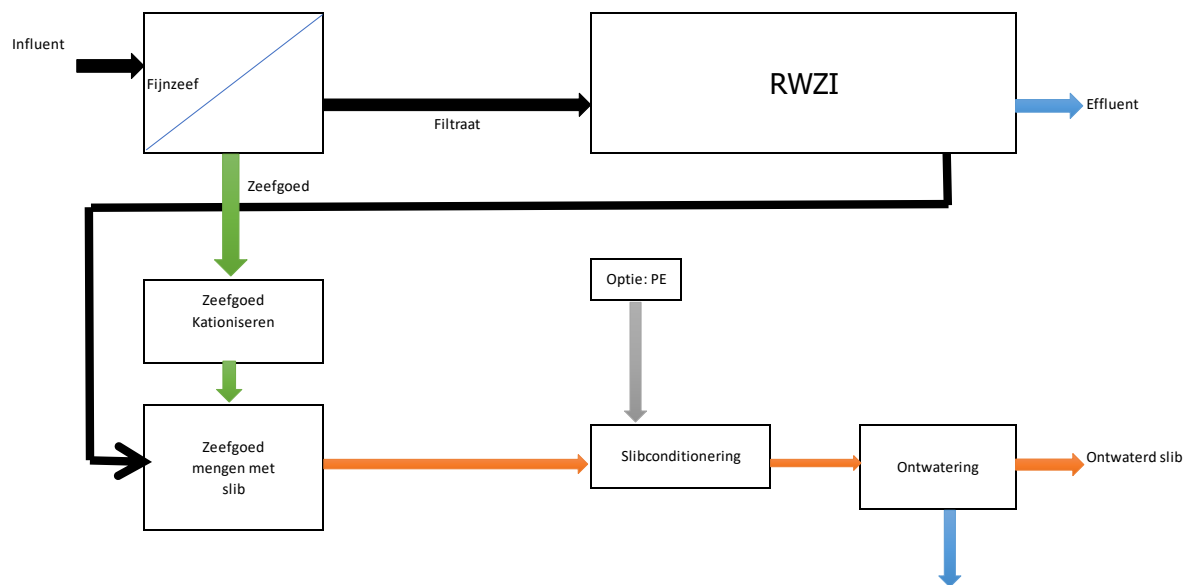 Influent
Fijnzeef
RWZI
Effluent
Filtraat
Zeefgoed
Optie: PE
Zeefgoed
Kationiseren
Zeefgoed
mengen met
slib
Slibconditionering
Ontwatering
Ontwaterd slib